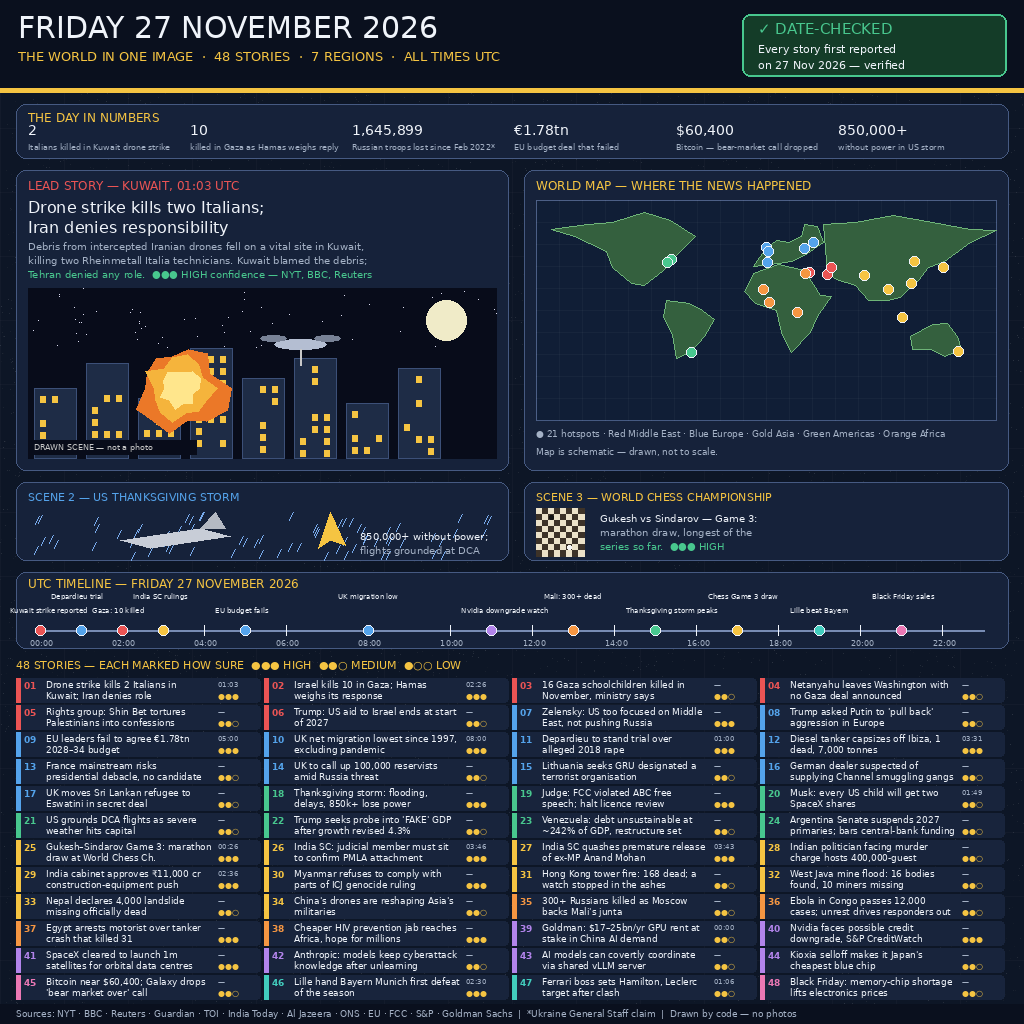 FRIDAY 27 NOVEMBER 2026
THE WORLD IN ONE IMAGE · 48 STORIES · 7 REGIONS · ALL TIMES UTC
✓ DATE-CHECKED
Every story first reported
on 27 Nov 2026 — verified
THE DAY IN NUMBERS
2
Italians killed in Kuwait drone strike
10
killed in Gaza as Hamas weighs reply
1,645,899
Russian troops lost since Feb 2022*
€1.78tn
EU budget deal that failed
$60,400
Bitcoin — bear-market call dropped
850,000+
without power in US storm
LEAD STORY — KUWAIT, 01:03 UTC
Drone strike kills two Italians;
Iran denies responsibility
Debris from intercepted Iranian drones fell on a vital site in Kuwait,
killing two Rheinmetall Italia technicians. Kuwait blamed the debris;
Tehran denied any role. ●●● HIGH confidence — NYT, BBC, Reuters
DRAWN SCENE — not a photo
WORLD MAP — WHERE THE NEWS HAPPENED
● 21 hotspots · Red Middle East · Blue Europe · Gold Asia · Green Americas · Orange Africa
Map is schematic — drawn, not to scale.
SCENE 2 — US THANKSGIVING STORM
850,000+ without power;
flights grounded at DCA
SCENE 3 — WORLD CHESS CHAMPIONSHIP
Gukesh vs Sindarov — Game 3:
marathon draw, longest of the
series so far. ●●● HIGH
UTC TIMELINE — FRIDAY 27 NOVEMBER 2026
Depardieu trial
India SC rulings
UK migration low
Mali: 300+ dead
Chess Game 3 draw
Black Friday sales
Kuwait strike reported
Gaza: 10 killed
EU budget fails
Nvidia downgrade watch
Thanksgiving storm peaks
Lille beat Bayern
00:00
02:00
04:00
06:00
08:00
10:00
12:00
14:00
16:00
18:00
20:00
22:00
48 STORIES — EACH MARKED HOW SURE ●●● HIGH ●●○ MEDIUM ●○○ LOW
01 Drone strike kills 2 Italians in 01:03
Kuwait; Iran denies role ●●●
02 Israel kills 10 in Gaza; Hamas 02:26
weighs its response ●●●
03 16 Gaza schoolchildren killed in —
November, ministry says ●●○
04 Netanyahu leaves Washington with —
no Gaza deal announced ●●○
05 Rights group: Shin Bet tortures —
Palestinians into confessions ●●○
06 Trump: US aid to Israel ends at start —
of 2027 ●●○
07 Zelensky: US too focused on Middle —
East, not pushing Russia ●●●
08 Trump asked Putin to 'pull back' —
aggression in Europe ●●○
09 EU leaders fail to agree €1.78tn 05:00
2028–34 budget ●●●
10 UK net migration lowest since 1997, 08:00
excluding pandemic ●●●
11 Depardieu to stand trial over 01:00
alleged 2018 rape ●●●
12 Diesel tanker capsizes off Ibiza, 1 03:31
dead, 7,000 tonnes ●●●
13 France mainstream risks —
presidential debacle, no candidate ●●○
14 UK to call up 100,000 reservists —
amid Russia threat ●●○
15 Lithuania seeks GRU designated a —
terrorist organisation ●●○
16 German dealer suspected of —
supplying Channel smuggling gangs ●●○
17 UK moves Sri Lankan refugee to —
Eswatini in secret deal ●●○
18 Thanksgiving storm: flooding, —
delays, 850k+ lose power ●●●
19 Judge: FCC violated ABC free —
speech; halt licence review ●●●
20 Musk: every US child will get two 01:49
SpaceX shares ●●○
21 US grounds DCA flights as severe —
weather hits capital ●●○
22 Trump seeks probe into 'FAKE' GDP —
after growth revised 4.3% ●●○
23 Venezuela: debt unsustainable at —
~242% of GDP, restructure set ●●○
24 Argentina Senate suspends 2027 —
primaries; bars central-bank funding ●●○
25 Gukesh–Sindarov Game 3: marathon 00:26
draw at World Chess Ch. ●●●
26 India SC: judicial member must sit 03:46
to confirm PMLA attachment ●●●
27 India SC quashes premature release 03:43
of ex-MP Anand Mohan ●●●
28 Indian politician facing murder —
charge hosts 400,000-guest ●●○
29 India cabinet approves ₹11,000 cr 02:36
construction-equipment push ●●●
30 Myanmar refuses to comply with —
parts of ICJ genocide ruling ●●○
31 Hong Kong tower fire: 168 dead; a —
watch stopped in the ashes ●●○
32 West Java mine flood: 16 bodies —
found, 10 miners missing ●●○
33 Nepal declares 4,000 landslide —
missing officially dead ●●○
34 China's drones are reshaping Asia's —
militaries ●●○
35 300+ Russians killed as Moscow —
backs Mali's junta ●●○
36 Ebola in Congo passes 12,000 —
cases; unrest drives responders out ●●○
37 Egypt arrests motorist over tanker —
crash that killed 31 ●●●
38 Cheaper HIV prevention jab reaches —
Africa, hope for millions ●●○
39 Goldman: $17–25bn/yr GPU rent at 00:00
stake in China AI demand ●●○
40 Nvidia faces possible credit —
downgrade, S&P CreditWatch ●●●
41 SpaceX cleared to launch 1m —
satellites for orbital data centres ●●●
42 Anthropic: models keep cyberattack —
knowledge after unlearning ●●○
43 AI models can covertly coordinate —
via shared vLLM server ●●○
44 Kioxia selloff makes it Japan's —
cheapest blue chip ●●○
45 Bitcoin near $60,400; Galaxy drops —
'bear market over' call ●●○
46 Lille hand Bayern Munich first defeat 02:30
of the season ●●●
47 Ferrari boss sets Hamilton, Leclerc 01:06
target after clash ●●○
48 Black Friday: memory-chip shortage —
lifts electronics prices ●●○
Sources: NYT · BBC · Reuters · Guardian · TOI · India Today · Al Jazeera · ONS · EU · FCC · S&P · Goldman Sachs | *Ukraine General Staff claim | Drawn by code — no photos